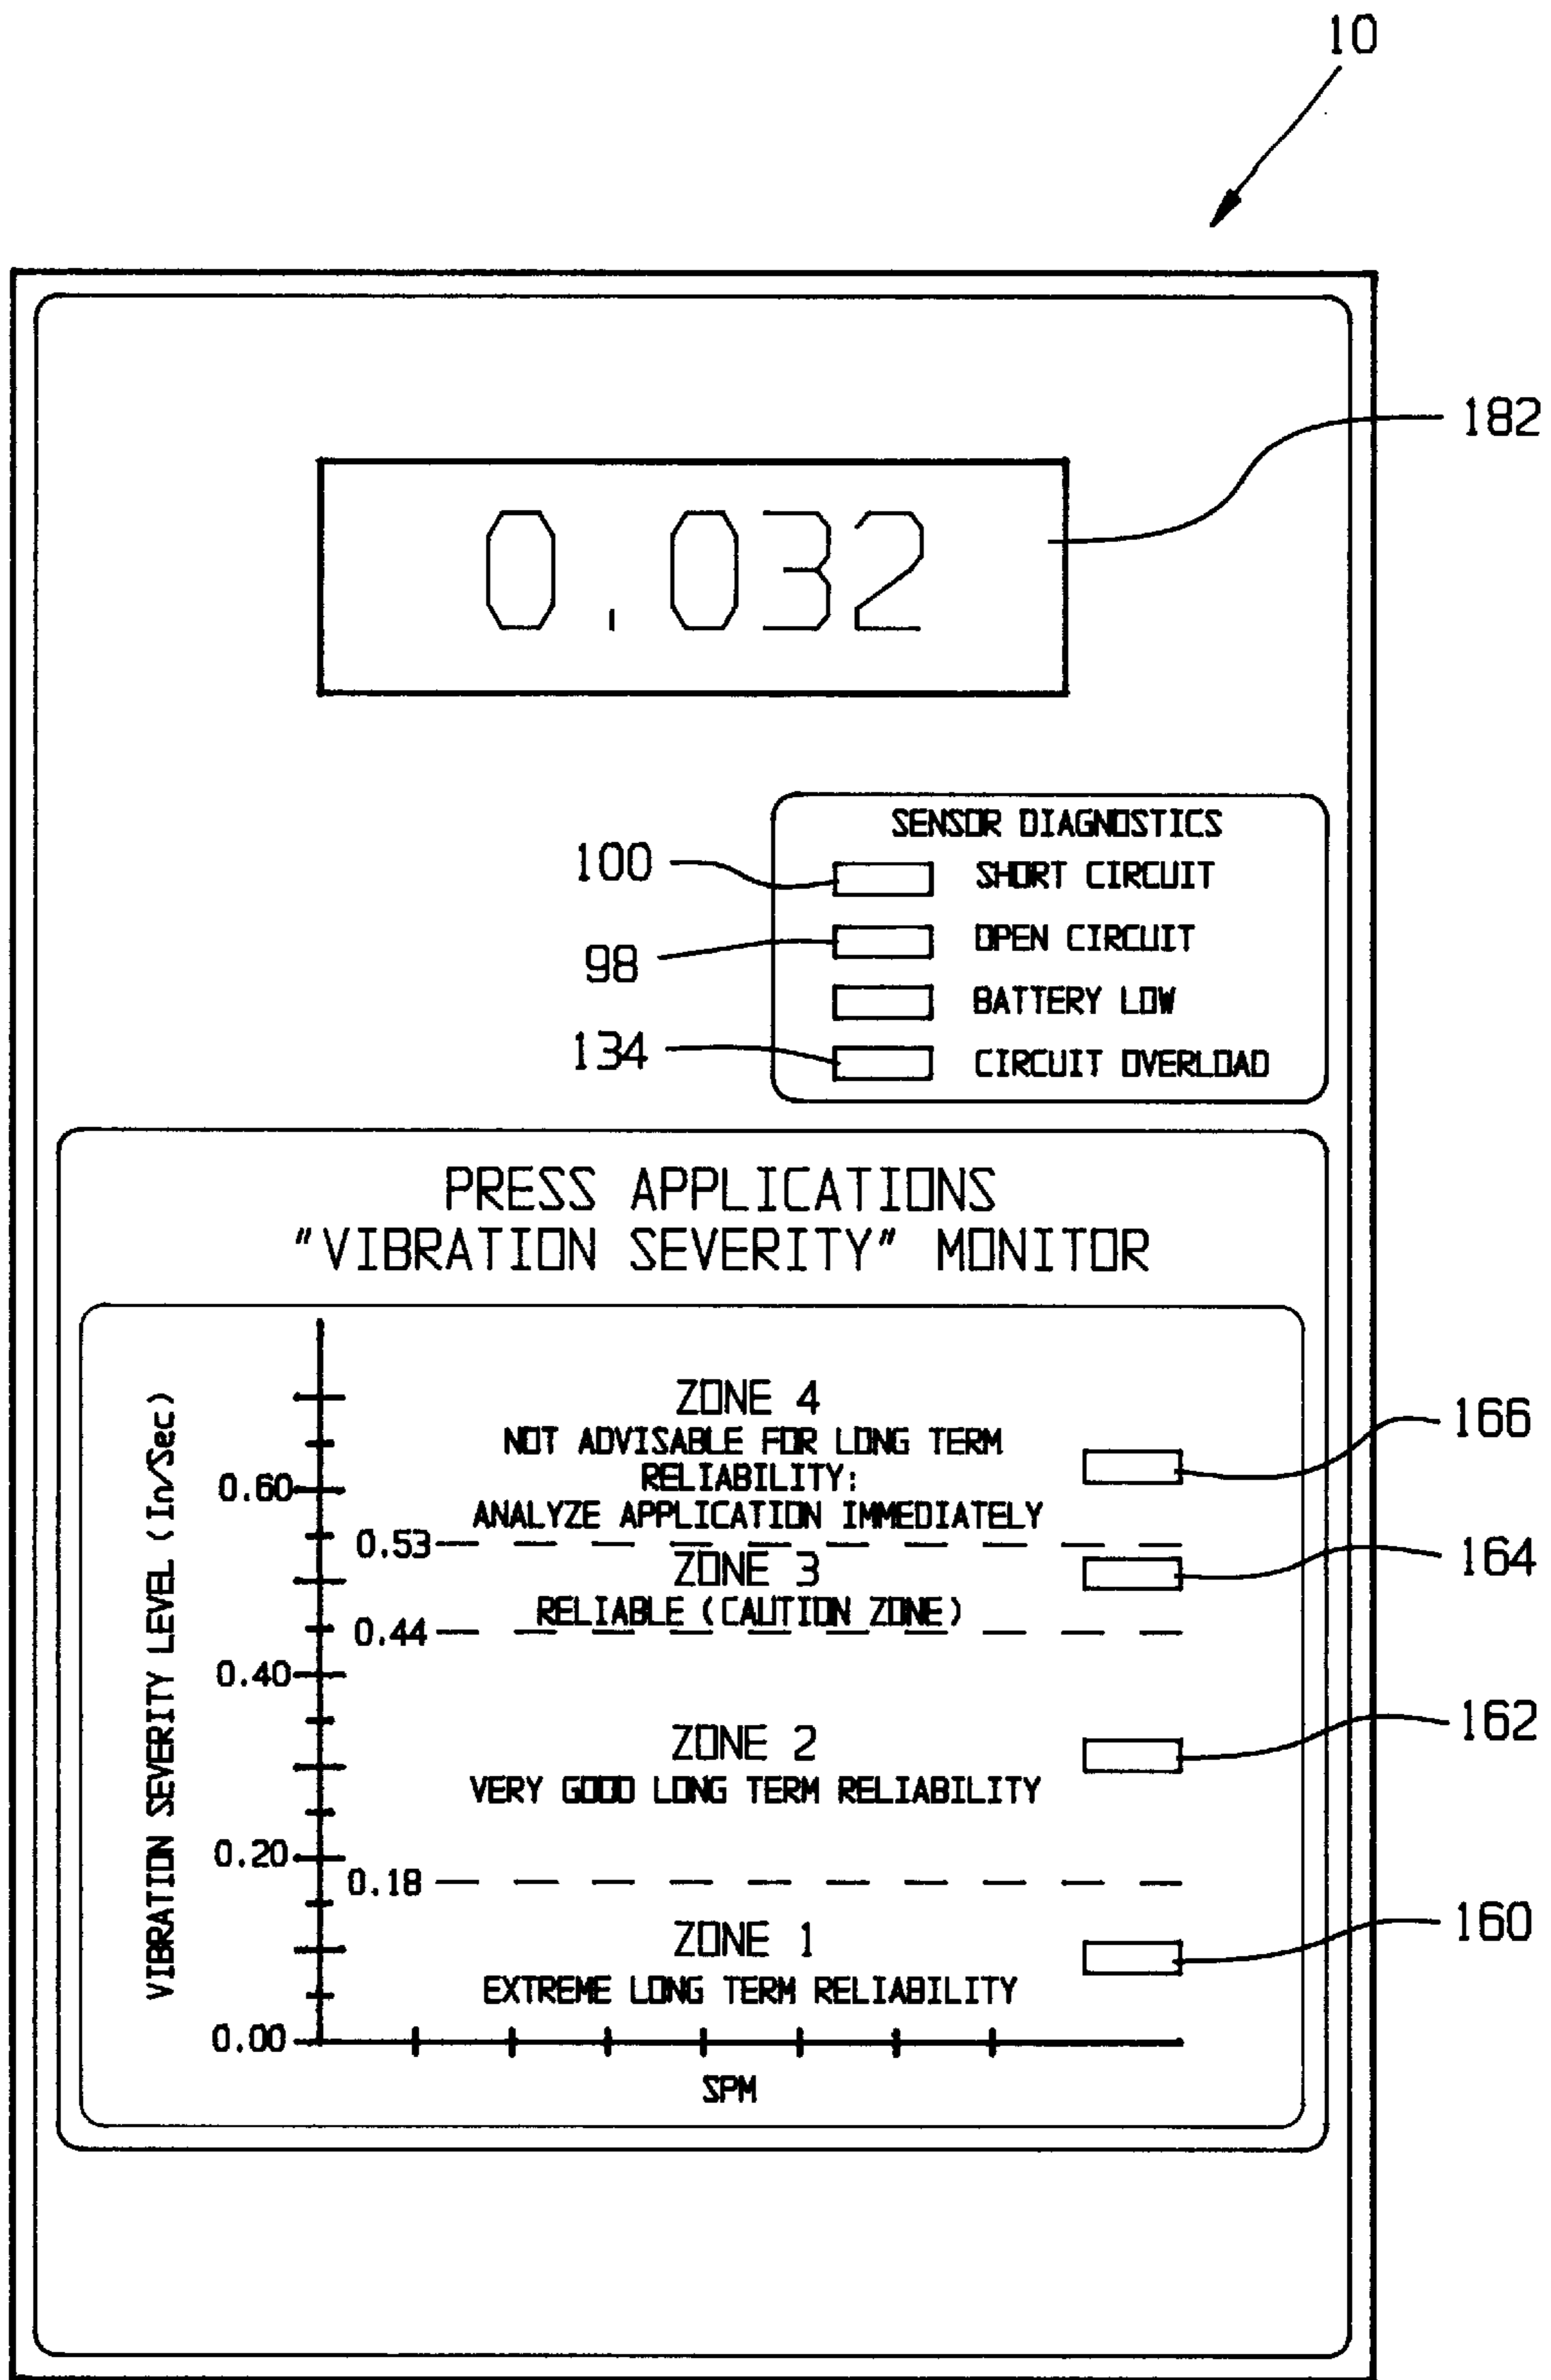 10
182
0.032
SENSOR DIAGNOSTICS
100
SHORT CIRCUIT
98
OPEN CIRCUIT
BATTERY LOW
134
CIRCUIT OVERLOAD
PRESS APPLICATIONS
"VIBRATION SEVERITY" MONITOR
VIBRATION SEVERITY LEVEL (In/Sec)
ZONE 4
NOT ADVISABLE FOR LONG TERM
RELIABILITY:
ANALYZE APPLICATION IMMEDIATELY
166
0.60
0.53
ZONE 3
RELIABLE (CAUTION ZONE)
164
0.44
0.40
ZONE 2
VERY GOOD LONG TERM RELIABILITY
162
0.20
0.18
ZONE 1
EXTREME LONG TERM RELIABILITY
160
0.00
SPM